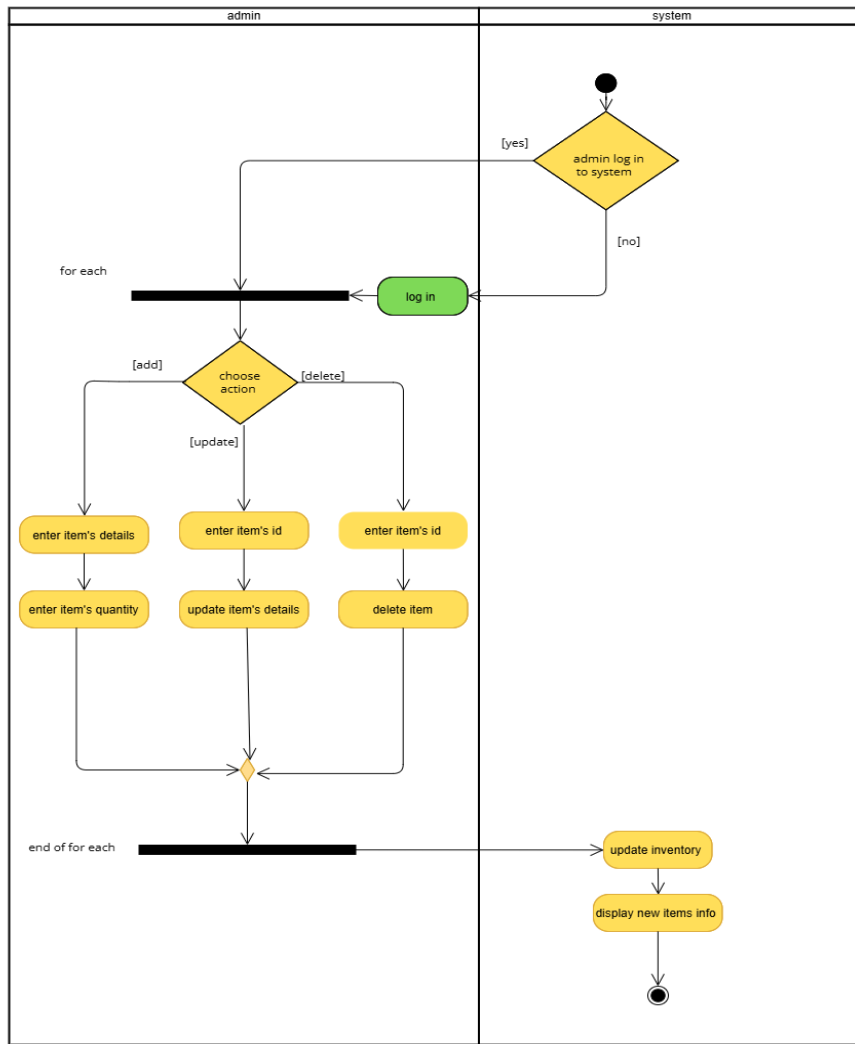 admin
system
[yes]
admin log in
to system
[no]
for each
log in
[add]
choose
action
[delete]
[update]
enter item's details
enter item's id
enter item's id
enter item's quantity
update item's details
delete item
end of for each
update inventory
display new items info